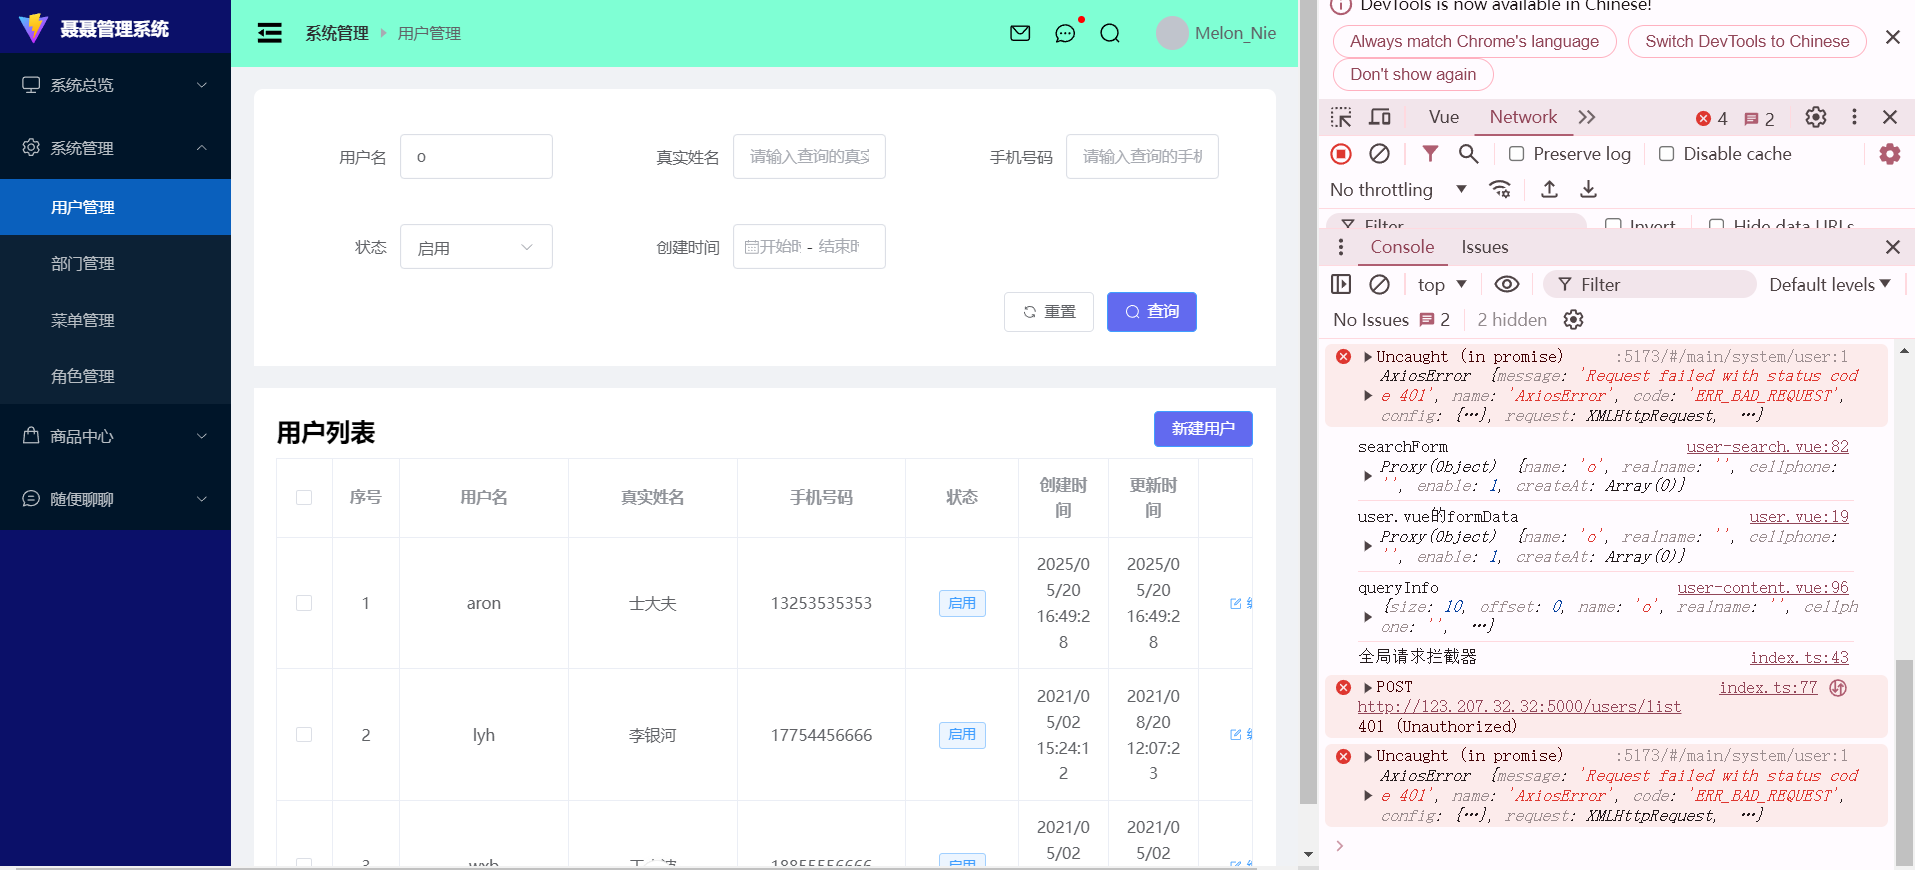 聂聂管理系统
系统总览
系统管理
用户管理
部门管理
菜单管理
角色管理
商品中心
随便聊聊
系统管理 用户管理
Melon_Nie
用户名 o
真实姓名 请输入查询的真实
手机号码 请输入查询的手机
状态 启用
创建时间 开始时 - 结束时
重置 查询
用户列表 新建用户
序号 用户名 真实姓名 手机号码 状态 创建时间 更新时间
1 aron 士大夫 13253535353 启用 2025/05/20 16:49:28 2025/05/20 16:49:28
2 lyh 李银河 17754456666 启用 2021/05/02 15:24:12 2021/08/20 12:07:23
3 wxb 18855556666 启用 2021/05/02 2021/05/02
DevTools is now available in Chinese!
Always match Chrome's language Switch DevTools to Chinese
Don't show again
Vue Network 4 2
Preserve log Disable cache
No throttling
Filter Invert Hide data URLs
Console Issues
top Filter Default levels
No Issues 2 2 hidden
Uncaught (in promise) :5173/#/main/system/user:1
AxiosError {message: 'Request failed with status cod
e 401', name: 'AxiosError', code: 'ERR_BAD_REQUEST',
config: {…}, request: XMLHttpRequest, …}
searchForm user-search.vue:82
Proxy(Object) {name: 'o', realname: '', cellphone:
'', enable: 1, createAt: Array(0)}
user.vue的formData user.vue:19
Proxy(Object) {name: 'o', realname: '', cellphone:
'', enable: 1, createAt: Array(0)}
queryInfo user-content.vue:96
{size: 10, offset: 0, name: 'o', realname: '', cellph
one: '', …}
全局请求拦截器 index.ts:43
POST index.ts:77
http://123.207.32.32:5000/users/list
401 (Unauthorized)
Uncaught (in promise) :5173/#/main/system/user:1
AxiosError {message: 'Request failed with status cod
e 401', name: 'AxiosError', code: 'ERR_BAD_REQUEST',
config: {…}, request: XMLHttpRequest, …}